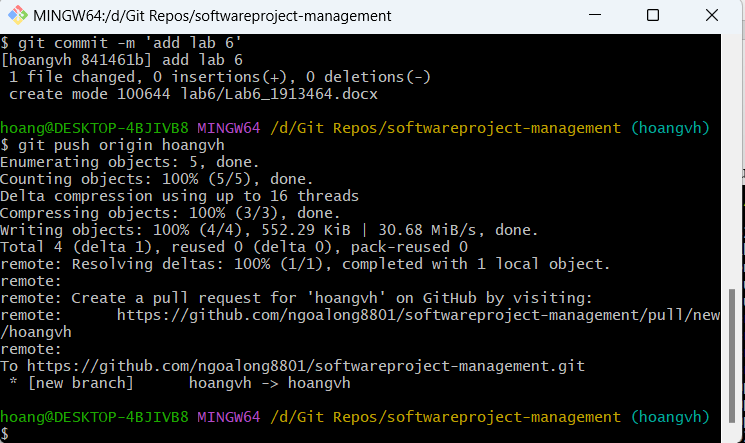 MINGW64:/d/Git Repos/softwareproject-management
$ git commit -m 'add lab 6'
[hoangvh 841461b] add lab 6
 1 file changed, 0 insertions(+), 0 deletions(-)
 create mode 100644 lab6/Lab6_1913464.docx
hoang@DESKTOP-4BJIVB8 MINGW64 /d/Git Repos/softwareproject-management (hoangvh)
$ git push origin hoangvh
Enumerating objects: 5, done.
Counting objects: 100% (5/5), done.
Delta compression using up to 16 threads
Compressing objects: 100% (3/3), done.
Writing objects: 100% (4/4), 552.29 KiB | 30.68 MiB/s, done.
Total 4 (delta 1), reused 0 (delta 0), pack-reused 0
remote: Resolving deltas: 100% (1/1), completed with 1 local object.
remote:
remote: Create a pull request for 'hoangvh' on GitHub by visiting:
remote:      https://github.com/ngoalong8801/softwareproject-management/pull/new
/hoangvh
remote:
To https://github.com/ngoalong8801/softwareproject-management.git
 * [new branch]      hoangvh -> hoangvh
hoang@DESKTOP-4BJIVB8 MINGW64 /d/Git Repos/softwareproject-management (hoangvh)
$